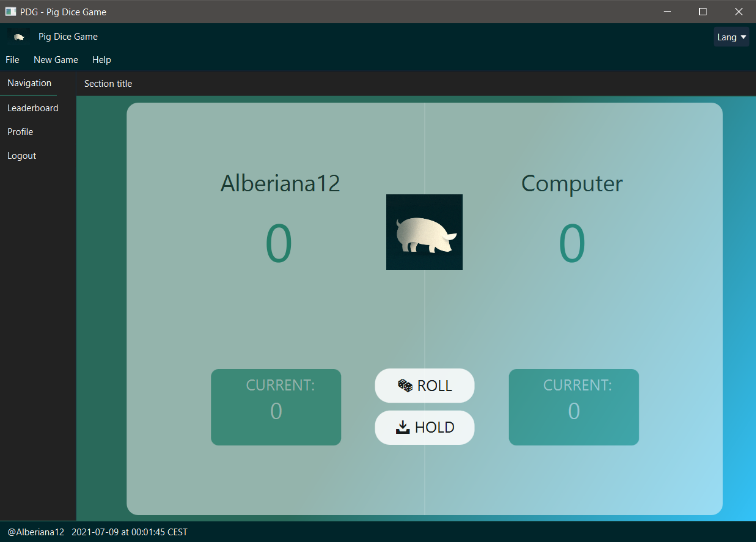 PDG - Pig Dice Game
Pig Dice Game
Lang
File New Game Help
Navigation
Section title
Leaderboard
Profile
Logout
Alberiana12
Computer
0
0
CURRENT:
0
ROLL
HOLD
CURRENT:
0
@Alberiana12 2021-07-09 at 00:01:45 CEST